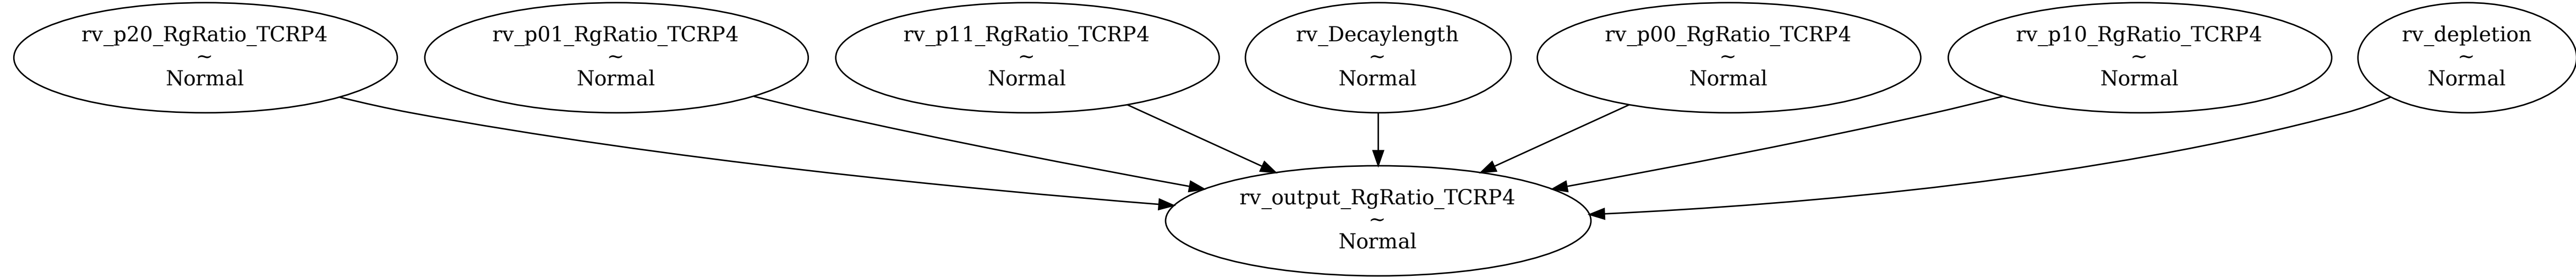 rv_p20_RgRatio_TCRP4
~
Normal
rv_p01_RgRatio_TCRP4
~
Normal
rv_p11_RgRatio_TCRP4
~
Normal
rv_Decaylength
~
Normal
rv_p00_RgRatio_TCRP4
~
Normal
rv_p10_RgRatio_TCRP4
~
Normal
rv_depletion
~
Normal
rv_output_RgRatio_TCRP4
~
Normal